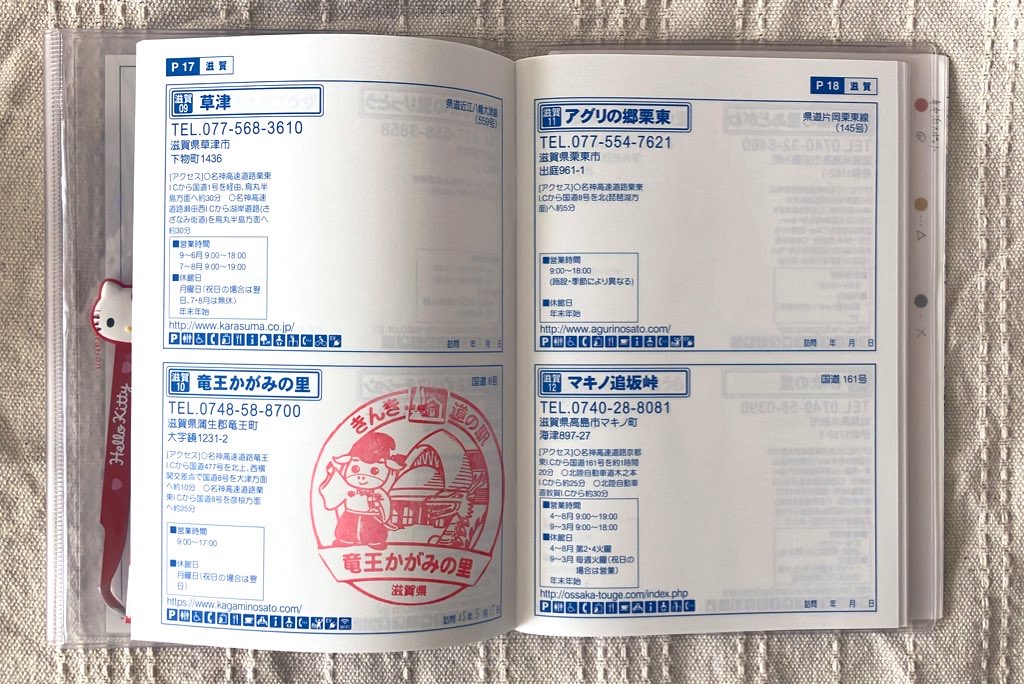 P 17 滋賀
滋賀 09 草津
県道近江八幡大津線
(559号)
TEL.077-568-3610
滋賀県草津市
下物町1436
[アクセス]○名神高速道路栗東
I.Cから国道1号を経由、烏丸半
島方面へ約30分 ○名神高速
道路瀬田西I.Cから湖岸道路(さ
ざなみ街道)を烏丸半島方面へ
約30分
■営業時間
9〜6月 9:00〜18:00
7〜8月 9:00〜19:00
■休館日
月曜日(祝日の場合は翌
日、7・8月は無休)
年末年始
http://www.karasuma.co.jp/
訪問 年 月 日
滋賀 10 竜王かがみの里
国道 8号
TEL.0748-58-8700
滋賀県蒲生郡竜王町
大字鏡1231-2
[アクセス]○名神高速道路竜王
I.Cから国道477号を北上、西横
関交差点で国道8号を大津方面
へ約10分 ○名神高速道路栗
東I.Cから国道8号を彦根方面
へ約25分
■営業時間
9:00〜17:00
■休館日
月曜日(祝日の場合は翌
日)
https://www.kagaminosato.com/
訪問 25年 5月 17日
きんき 道の駅
竜王かがみの里
滋賀県
P 18 滋賀
滋賀 11 アグリの郷栗東
県道片岡栗東線
(145号)
TEL.077-554-7621
滋賀県栗東市
出庭961-1
[アクセス]○名神高速道路栗東
I.Cから国道8号を北(琵琶湖方
面)へ約5分
■営業時間
9:00〜18:00
(施設・季節により異なる)
■休館日
年末年始
http://www.agurinosato.com/
訪問 年 月 日
滋賀 12 マキノ追坂峠
国道 161号
TEL.0740-28-8081
滋賀県高島市マキノ町
海津897-27
[アクセス]○名神高速道路京都
東I.Cから国道161号を約1時間
20分 ○北陸自動車道木之本
I.Cから約25分 ○北陸自動車
道敦賀I.Cから約30分
■営業時間
4〜8月 9:00〜19:00
9〜3月 9:00〜18:00
■休館日
4〜8月 第2・4火曜
9〜3月 毎週火曜(祝日の
場合は営業)
年末年始
http://ossaka-touge.com/index.php
訪問 年 月 日
Hello Kitty